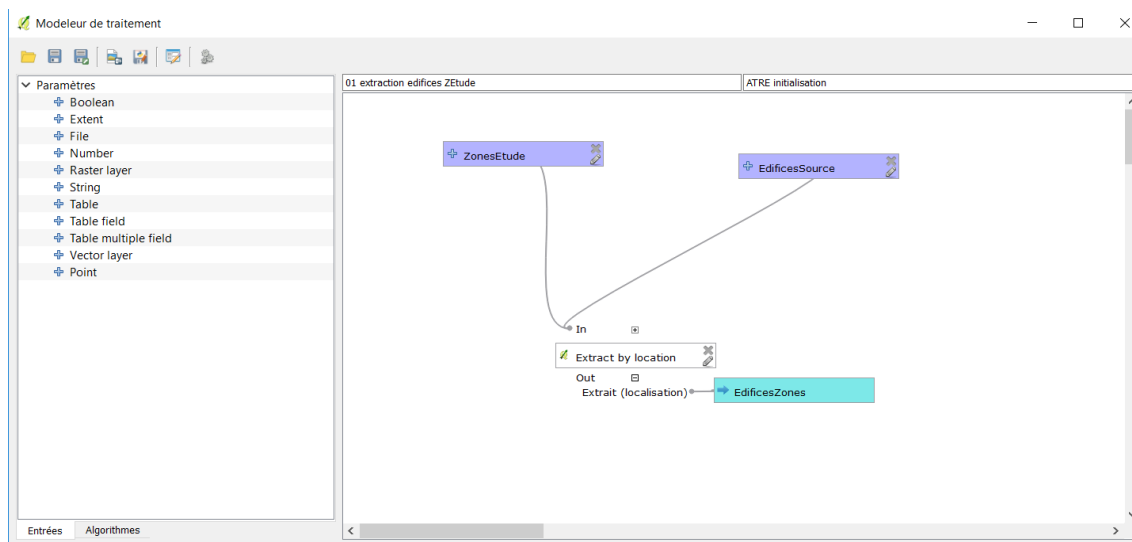 Modeleur de traitement
01 extraction edifices ZEtude
ATRE initialisation
Paramètres
Boolean
Extent
File
Number
Raster layer
String
Table
Table field
Table multiple field
Vector layer
Point
ZonesEtude
EdificesSource
In
Extract by location
Out
Extrait (localisation)
EdificesZones
Entrées
Algorithmes